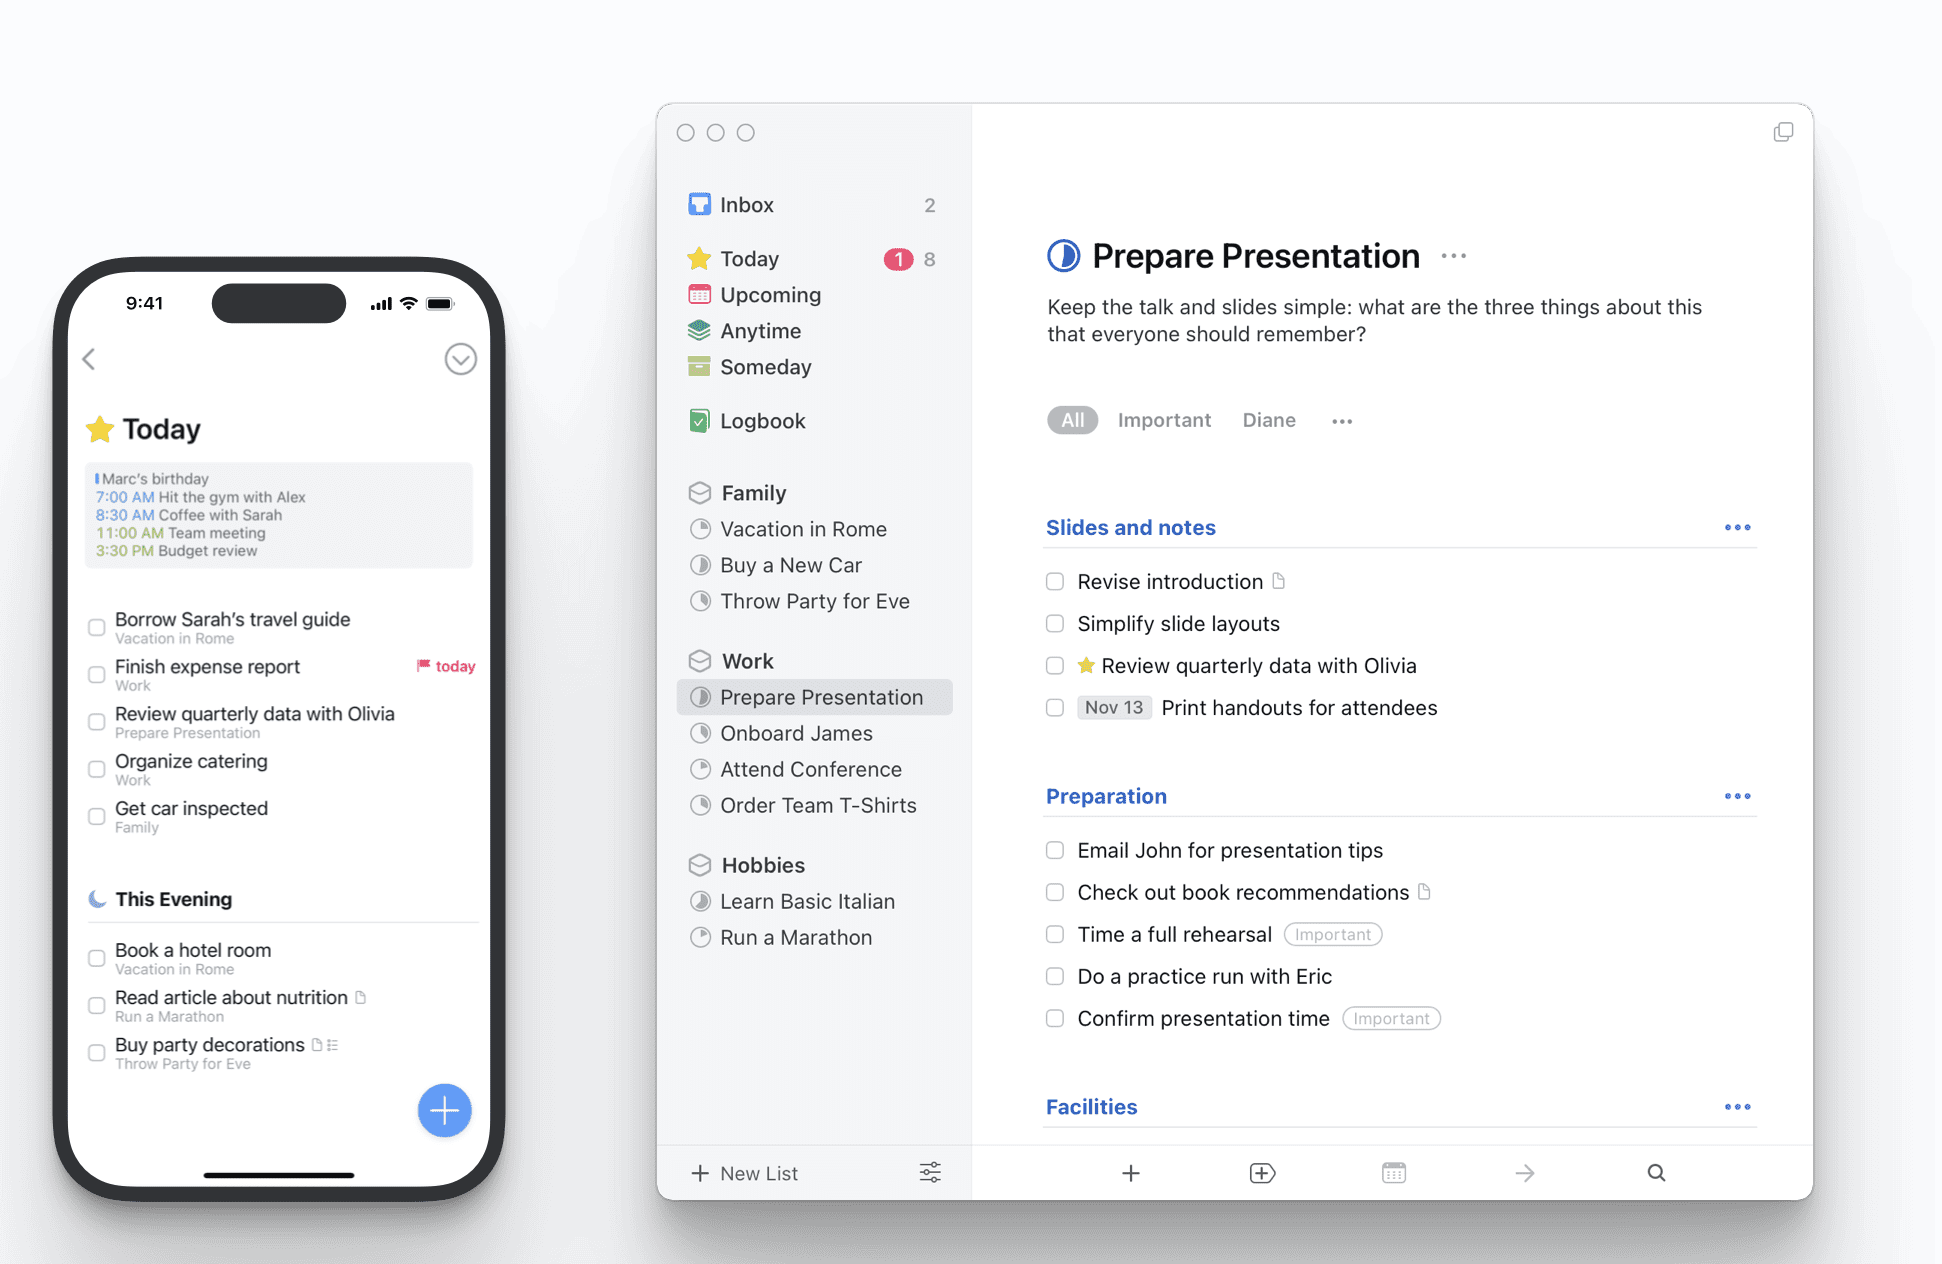 9:41
Today
Marc's birthday
7:00 AM Hit the gym with Alex
8:30 AM Coffee with Sarah
11:00 AM Team meeting
3:30 PM Budget review
Borrow Sarah's travel guide
Vacation in Rome
Finish expense report
today
Work
Review quarterly data with Olivia
Prepare Presentation
Organize catering
Work
Get car inspected
Family
This Evening
Book a hotel room
Vacation in Rome
Read article about nutrition
Run a Marathon
Buy party decorations
Throw Party for Eve
Inbox 2
Today 1 8
Upcoming
Anytime
Someday
Logbook
Family
Vacation in Rome
Buy a New Car
Throw Party for Eve
Work
Prepare Presentation
Onboard James
Attend Conference
Order Team T-Shirts
Hobbies
Learn Basic Italian
Run a Marathon
New List
Prepare Presentation
Keep the talk and slides simple: what are the three things about this
that everyone should remember?
All Important Diane
Slides and notes
Revise introduction
Simplify slide layouts
Review quarterly data with Olivia
Nov 13 Print handouts for attendees
Preparation
Email John for presentation tips
Check out book recommendations
Time a full rehearsal Important
Do a practice run with Eric
Confirm presentation time Important
Facilities